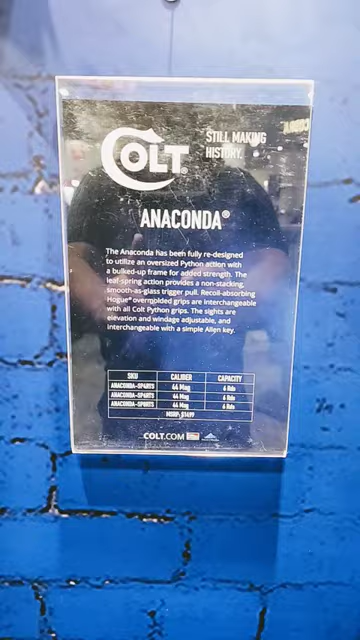 COLT
STILL MAKING
HISTORY.
ANACONDA®
The Anaconda has been fully re-designed
to utilize an oversized Python action with
a bulked-up frame for added strength. The
leaf-spring action provides a non-stacking,
smooth-as-glass trigger pull. Recoil-absorbing
Hogue® overmolded grips are interchangeable
with all Colt Python grips. The sights are
elevation and windage adjustable, and
interchangeable with a simple Allen key.
SKU CALIBER CAPACITY
44 Mag 6 Rds
44 Mag 6 Rds
44 Mag 6 Rds
MSRP: $1499
COLT.COM